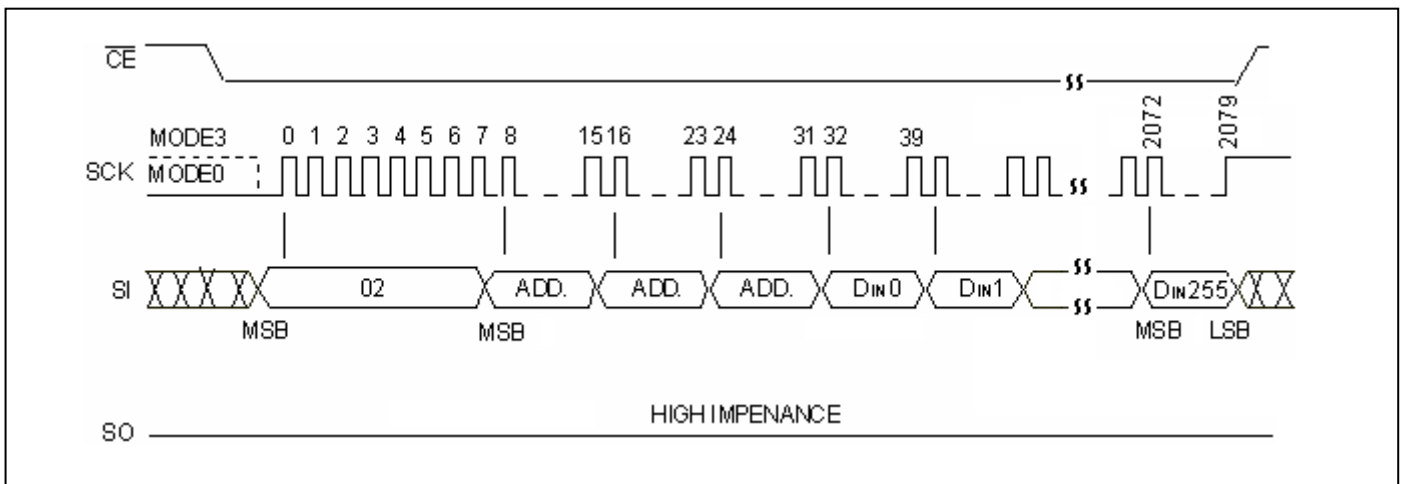 CE
MODE3 0 1 2 3 4 5 6 7 8 15 16 23 24 31 32 39 2072 2079
SCK MODE0
SI 02 ADD. ADD. ADD. DIN0 DIN1 DIN255
MSB MSB MSB LSB
HIGH IMPENANCE
SO